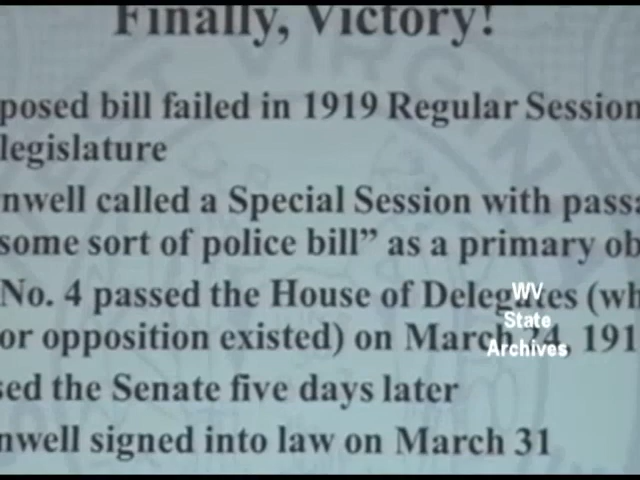 Finally, Victory!
posed bill failed in 1919 Regular Session
legislature
nwell called a Special Session with passa
some sort of police bill” as a primary ob
No. 4 passed the House of Delegates (wh
or opposition existed) on March 24, 191
sed the Senate five days later
nwell signed into law on March 31
WV
State
Archives